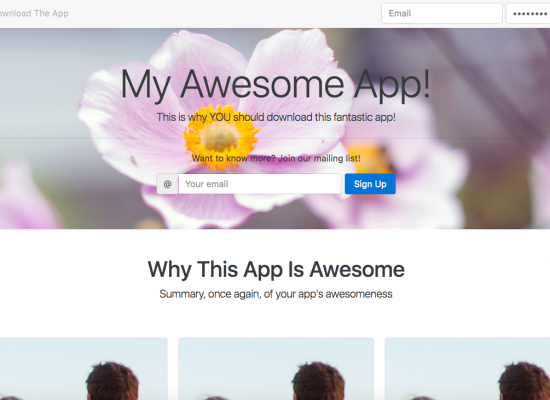 ownload The App
Email
My Awesome App!
This is why YOU should download this fantastic app!
Want to know more? Join our mailing list!
@ Your email Sign Up
Why This App Is Awesome
Summary, once again, of your app's awesomeness